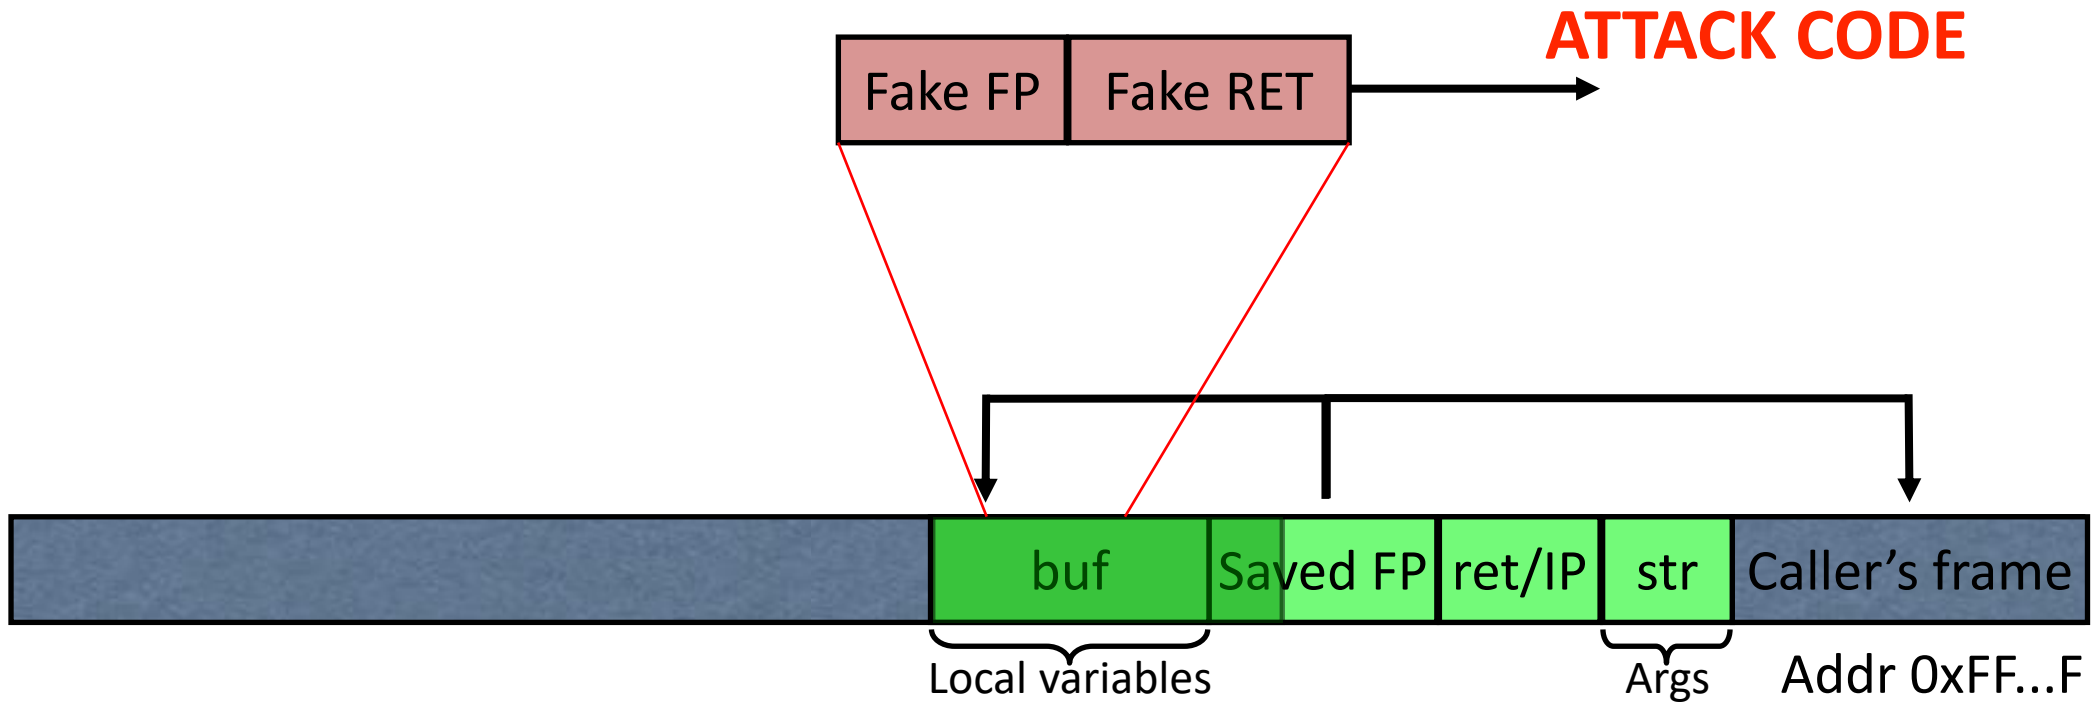 ATTACK CODE
Fake FP
Fake RET
buf
Saved FP
ret/IP
str
Caller’s frame
Local variables
Args
Addr 0xFF...F